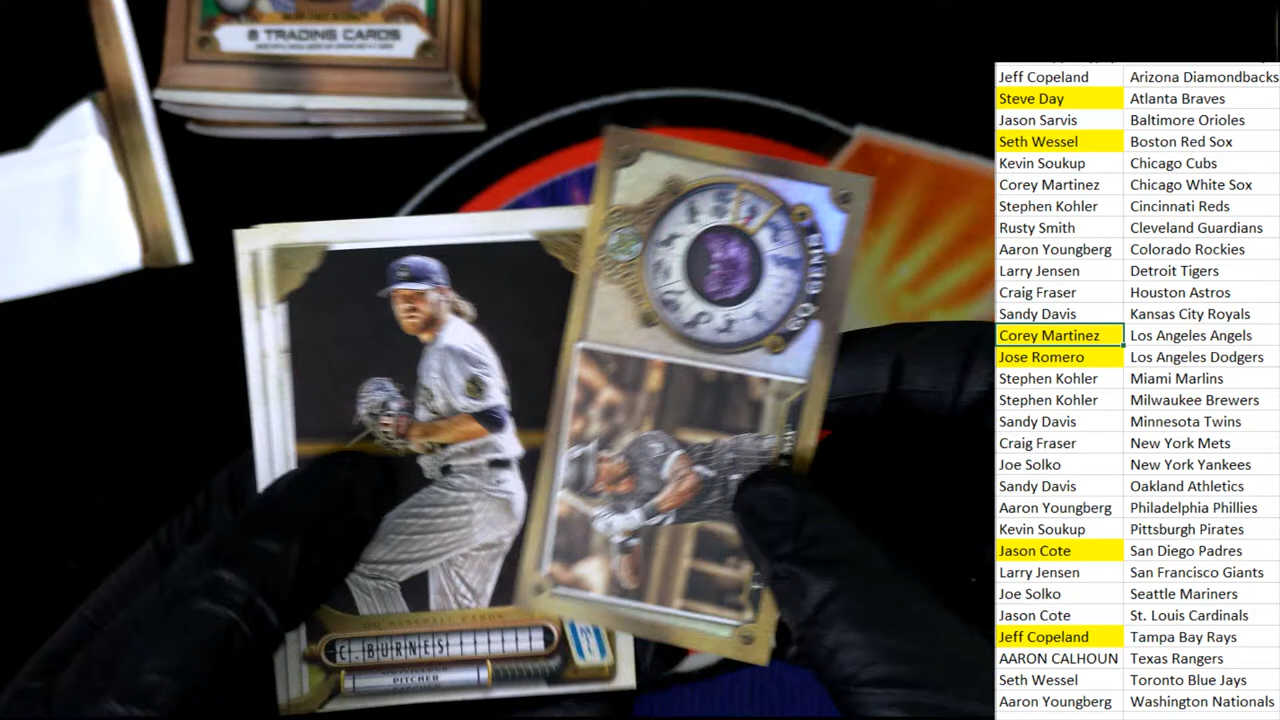 8 TRADING CARDS
C. BURNES
PITCHER
Jeff Copeland Arizona Diamondbacks
Steve Day Atlanta Braves
Jason Sarvis Baltimore Orioles
Seth Wessel Boston Red Sox
Kevin Soukup Chicago Cubs
Corey Martinez Chicago White Sox
Stephen Kohler Cincinnati Reds
Rusty Smith Cleveland Guardians
Aaron Youngberg Colorado Rockies
Larry Jensen Detroit Tigers
Craig Fraser Houston Astros
Sandy Davis Kansas City Royals
Corey Martinez Los Angeles Angels
Jose Romero Los Angeles Dodgers
Stephen Kohler Miami Marlins
Stephen Kohler Milwaukee Brewers
Sandy Davis Minnesota Twins
Craig Fraser New York Mets
Joe Solko New York Yankees
Sandy Davis Oakland Athletics
Aaron Youngberg Philadelphia Phillies
Kevin Soukup Pittsburgh Pirates
Jason Cote San Diego Padres
Larry Jensen San Francisco Giants
Joe Solko Seattle Mariners
Jason Cote St. Louis Cardinals
Jeff Copeland Tampa Bay Rays
AARON CALHOUN Texas Rangers
Seth Wessel Toronto Blue Jays
Aaron Youngberg Washington Nationals